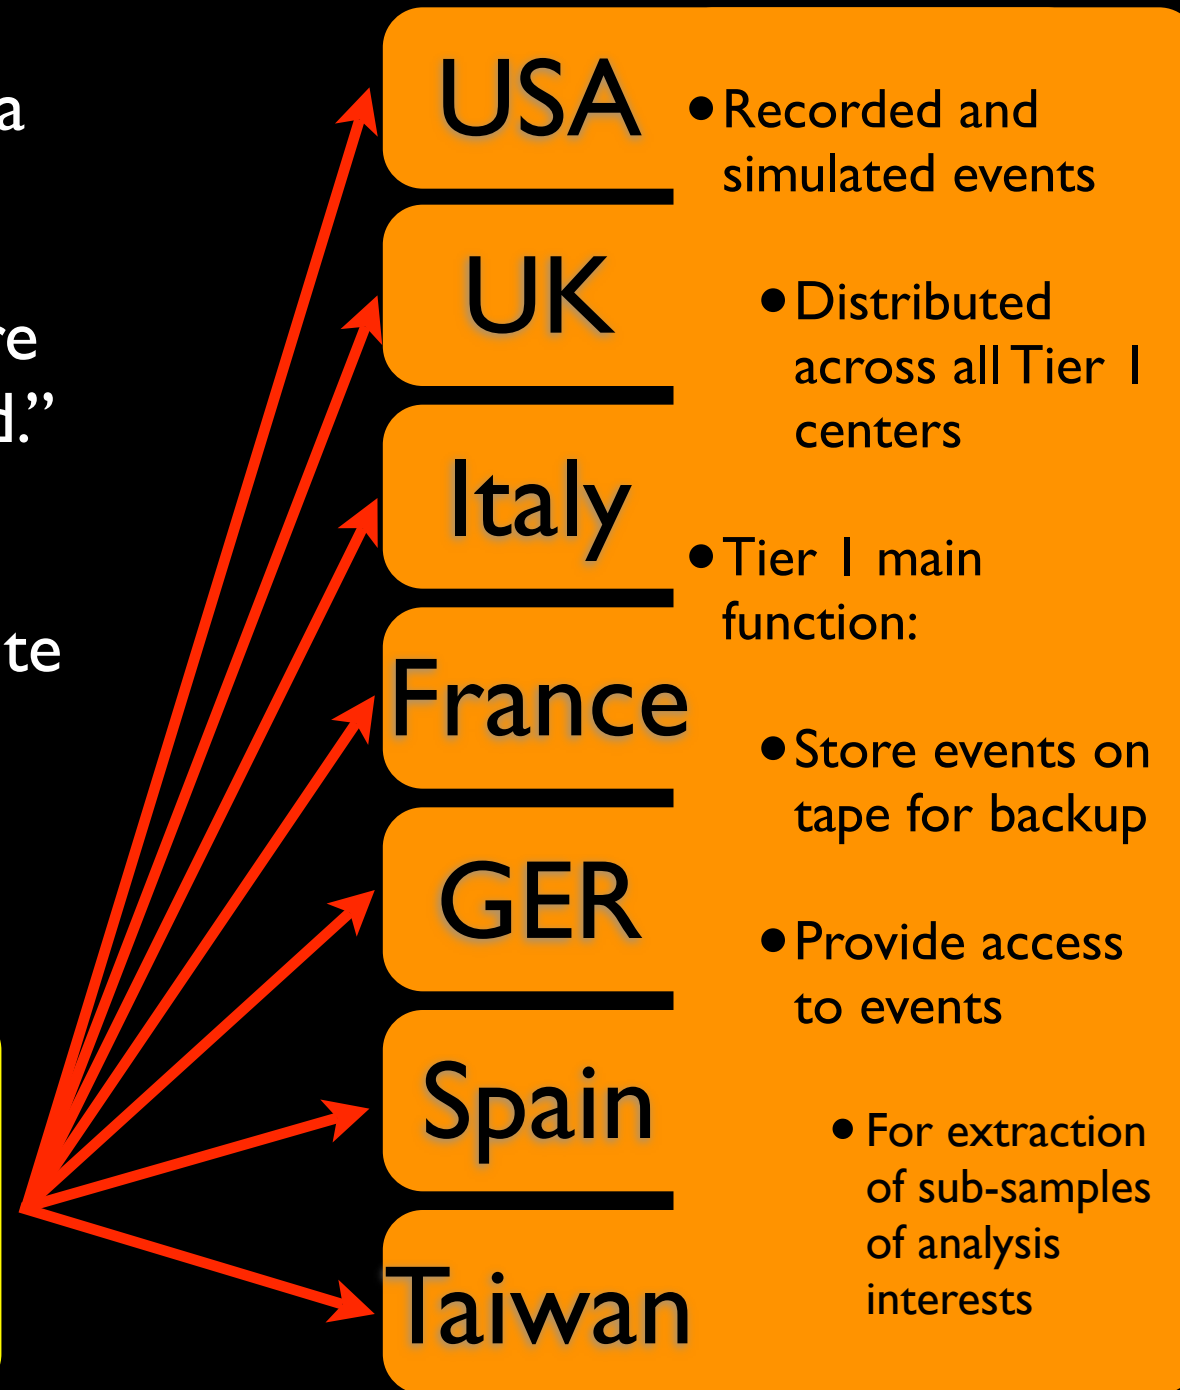 a
re
d.”
te
USA
UK
Italy
France
GER
Spain
Taiwan
• Recorded and
simulated events
• Distributed
across all Tier 1
centers
• Tier 1 main
function:
• Store events on
tape for backup
• Provide access
to events
• For extraction
of sub-samples
of analysis
interests